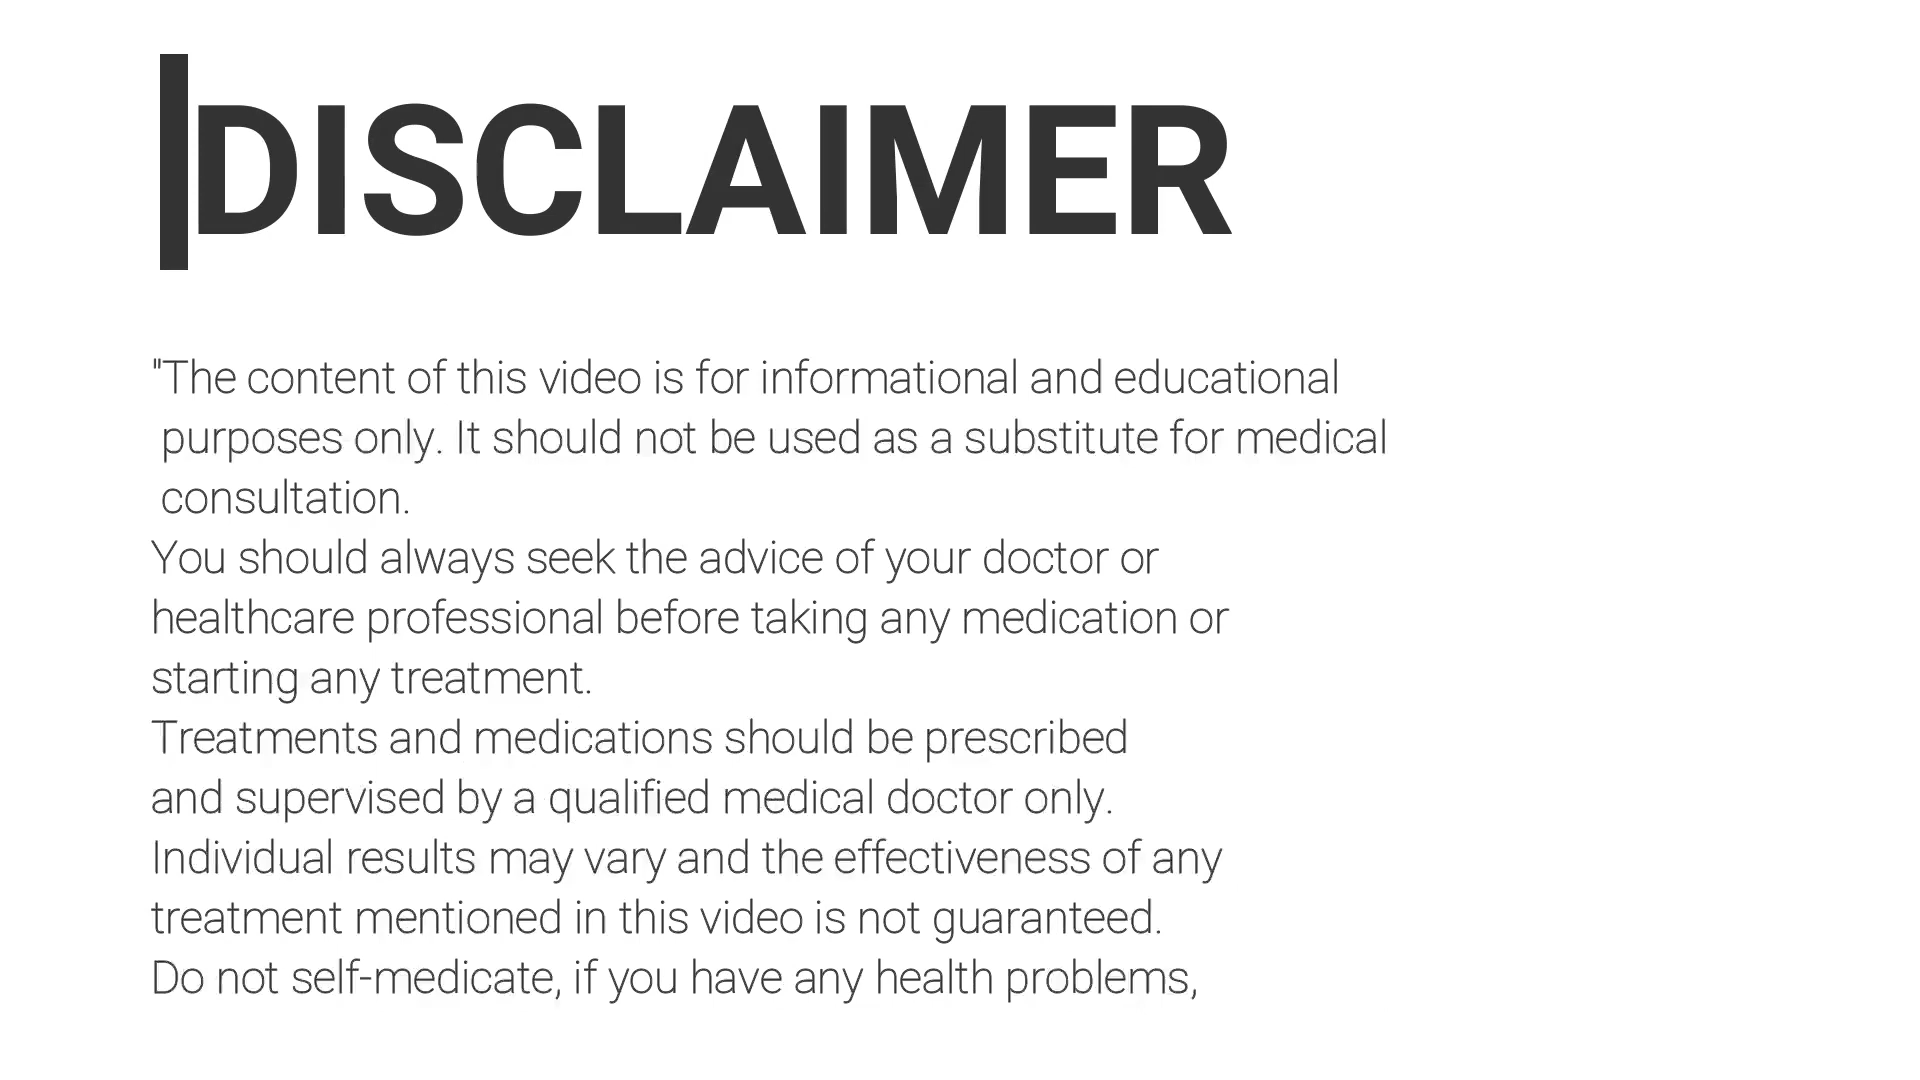 DISCLAIMER
"The content of this video is for informational and educational
purposes only. It should not be used as a substitute for medical
consultation.
You should always seek the advice of your doctor or
healthcare professional before taking any medication or
starting any treatment.
Treatments and medications should be prescribed
and supervised by a qualified medical doctor only.
Individual results may vary and the effectiveness of any
treatment mentioned in this video is not guaranteed.
Do not self-medicate, if you have any health problems,